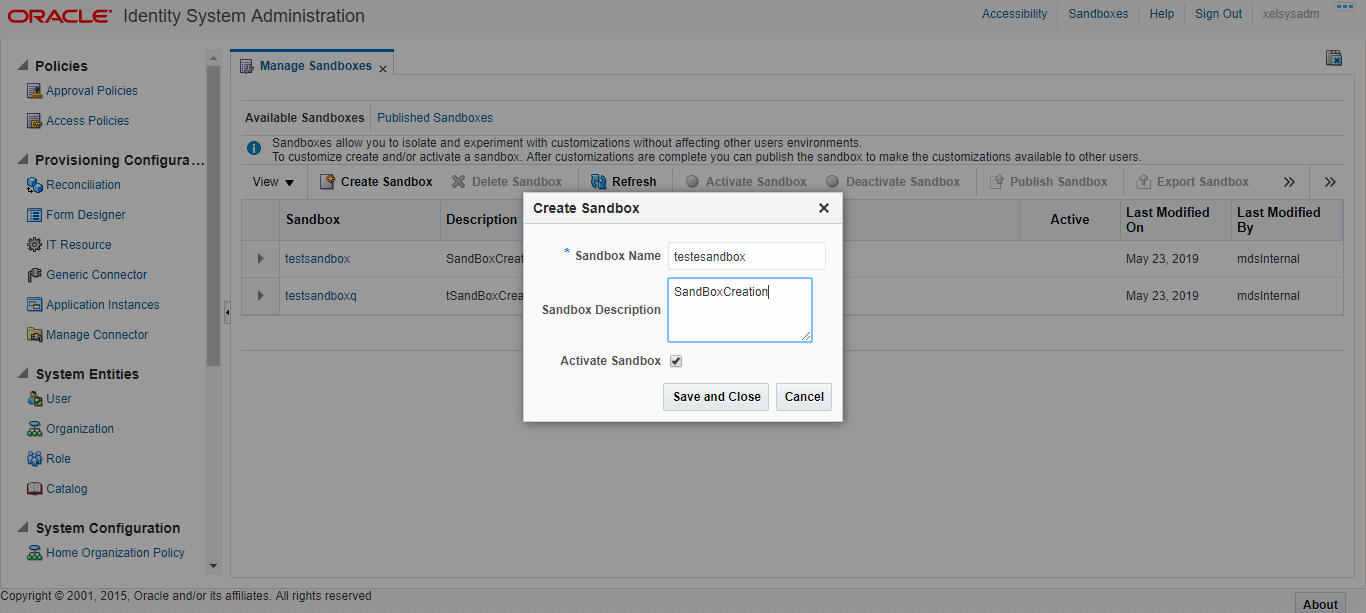 ORACLE® Identity System Administration
Accessibility Sandboxes Help Sign Out xelsysadm
Policies
Approval Policies
Access Policies
Provisioning Configura...
Reconciliation
Form Designer
IT Resource
Generic Connector
Application Instances
Manage Connector
System Entities
User
Organization
Role
Catalog
System Configuration
Home Organization Policy
Manage Sandboxes
Available Sandboxes Published Sandboxes
Sandboxes allow you to isolate and experiment with customizations without affecting other users environments.
To customize create and/or activate a sandbox. After customizations are complete you can publish the sandbox to make the customizations available to other users.
View Create Sandbox Delete Sandbox Refresh Activate Sandbox Deactivate Sandbox Publish Sandbox Export Sandbox
Sandbox Description Active Last Modified On Last Modified By
testsandbox SandBoxCreat May 23, 2019 mdsInternal
testsandboxq tSandBoxCrea May 23, 2019 mdsInternal
Create Sandbox
* Sandbox Name testesandbox
Sandbox Description SandBoxCreation
Activate Sandbox
Save and Close Cancel
Copyright © 2001, 2015, Oracle and/or its affiliates. All rights reserved
About